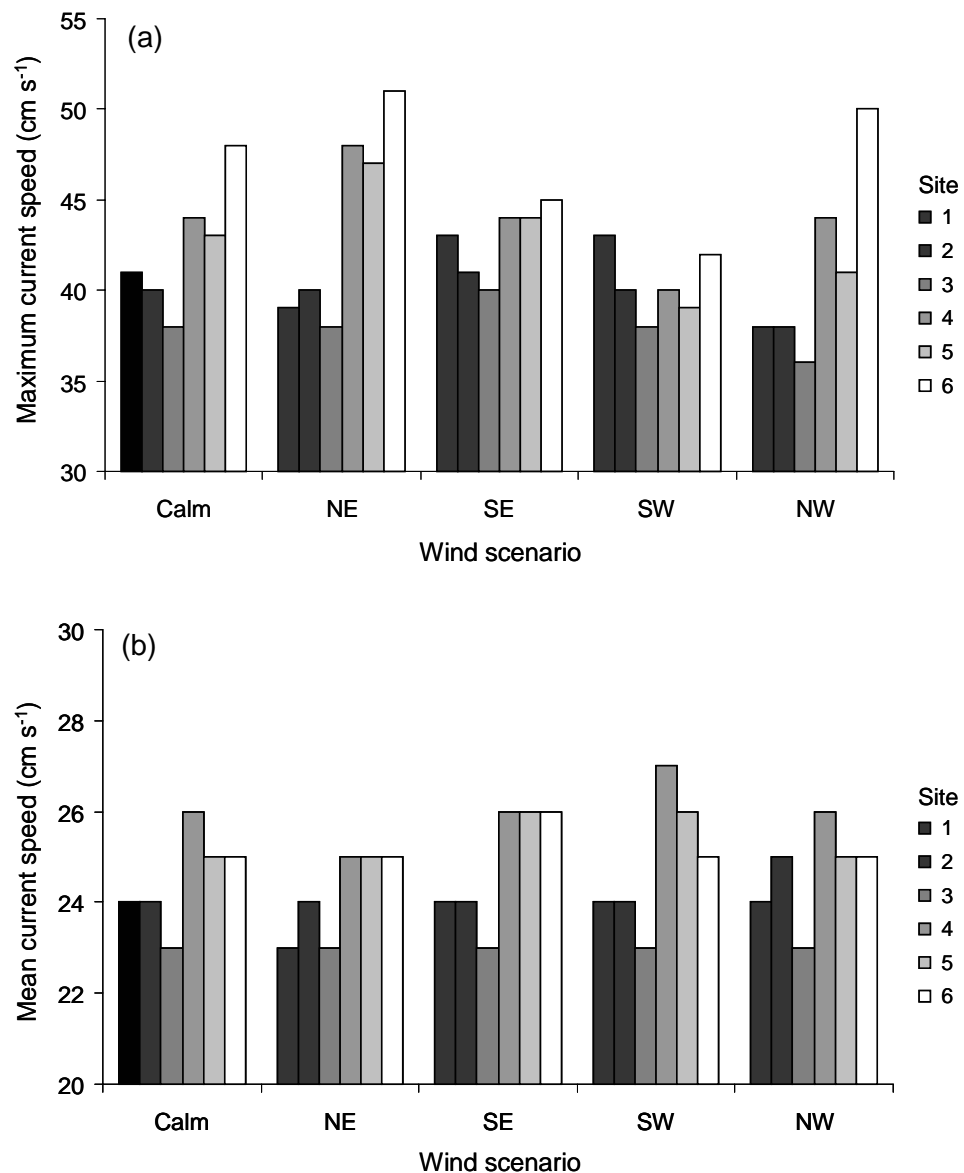 (a)
Maximum current speed (cm s⁻¹)
55
50
45
40
35
30
Calm NE SE SW NW
Wind scenario
Site
1
2
3
4
5
6
(b)
Mean current speed (cm s⁻¹)
30
28
26
24
22
20
Calm NE SE SW NW
Wind scenario
Site
1
2
3
4
5
6